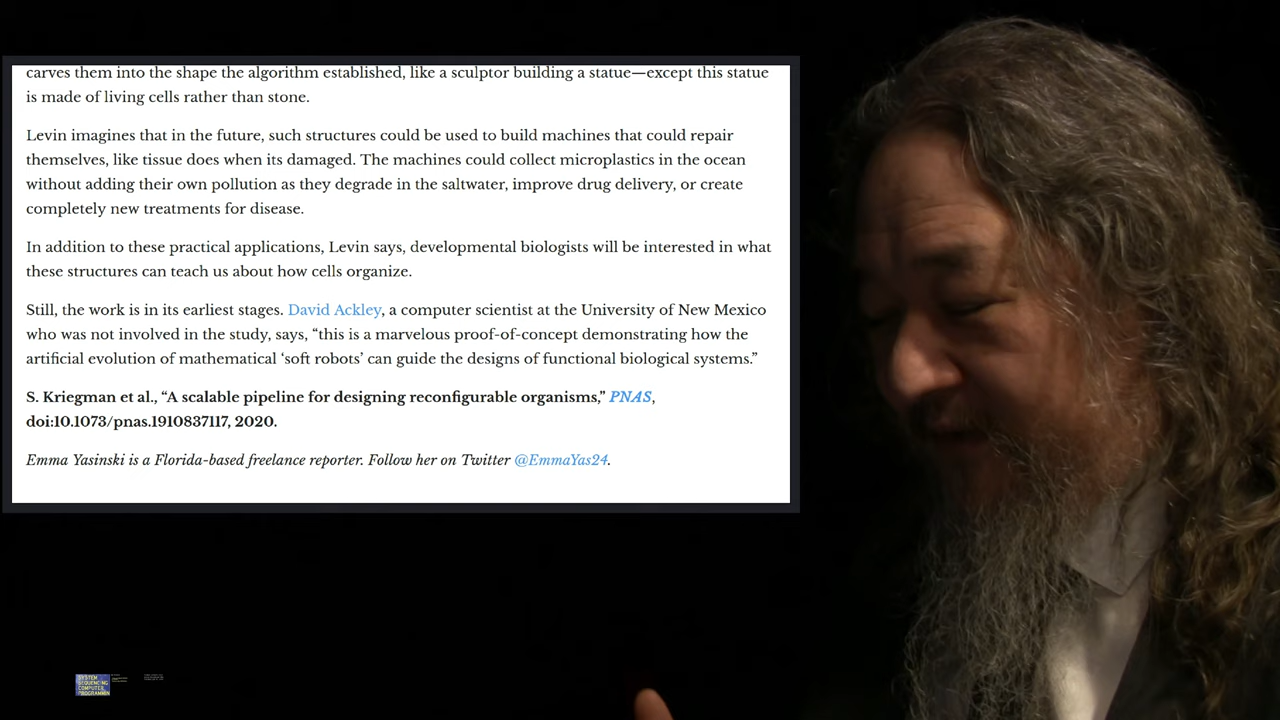 carves them into the shape the algorithm established, like a sculptor building a statue—except this statue
is made of living cells rather than stone.
Levin imagines that in the future, such structures could be used to build machines that could repair
themselves, like tissue does when its damaged. The machines could collect microplastics in the ocean
without adding their own pollution as they degrade in the saltwater, improve drug delivery, or create
completely new treatments for disease.
In addition to these practical applications, Levin says, developmental biologists will be interested in what
these structures can teach us about how cells organize.
Still, the work is in its earliest stages. David Ackley, a computer scientist at the University of New Mexico
who was not involved in the study, says, “this is a marvelous proof-of-concept demonstrating how the
artificial evolution of mathematical ‘soft robots’ can guide the designs of functional biological systems.”
S. Kriegman et al., “A scalable pipeline for designing reconfigurable organisms,” PNAS,
doi:10.1073/pnas.1910837117, 2020.
Emma Yasinski is a Florida-based freelance reporter. Follow her on Twitter @EmmaYas24.
SYSTEM
SEQUENCING
COMPUTER